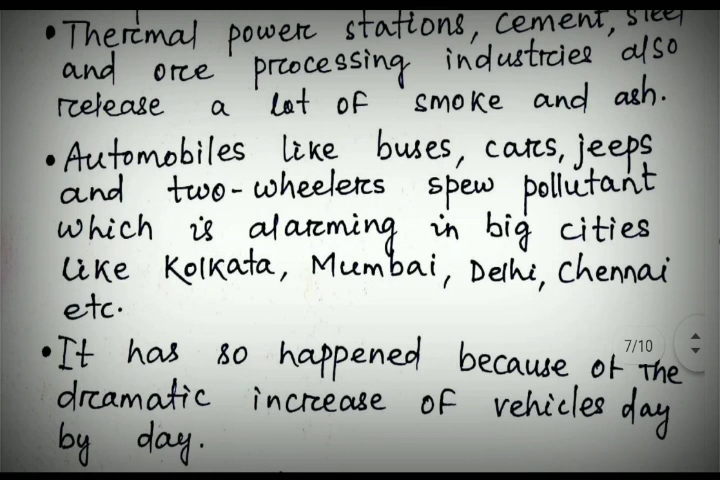 • Thermal power stations, cement, steel
and ore processing industries also
release a lot of smoke and ash.
• Automobiles like buses, cars, jeeps
and two-wheelers spew pollutant
which is alarming in big cities
like Kolkata, Mumbai, Delhi, Chennai
etc.
• It has so happened because of the
7/10
dramatic increase of vehicles day
by day.